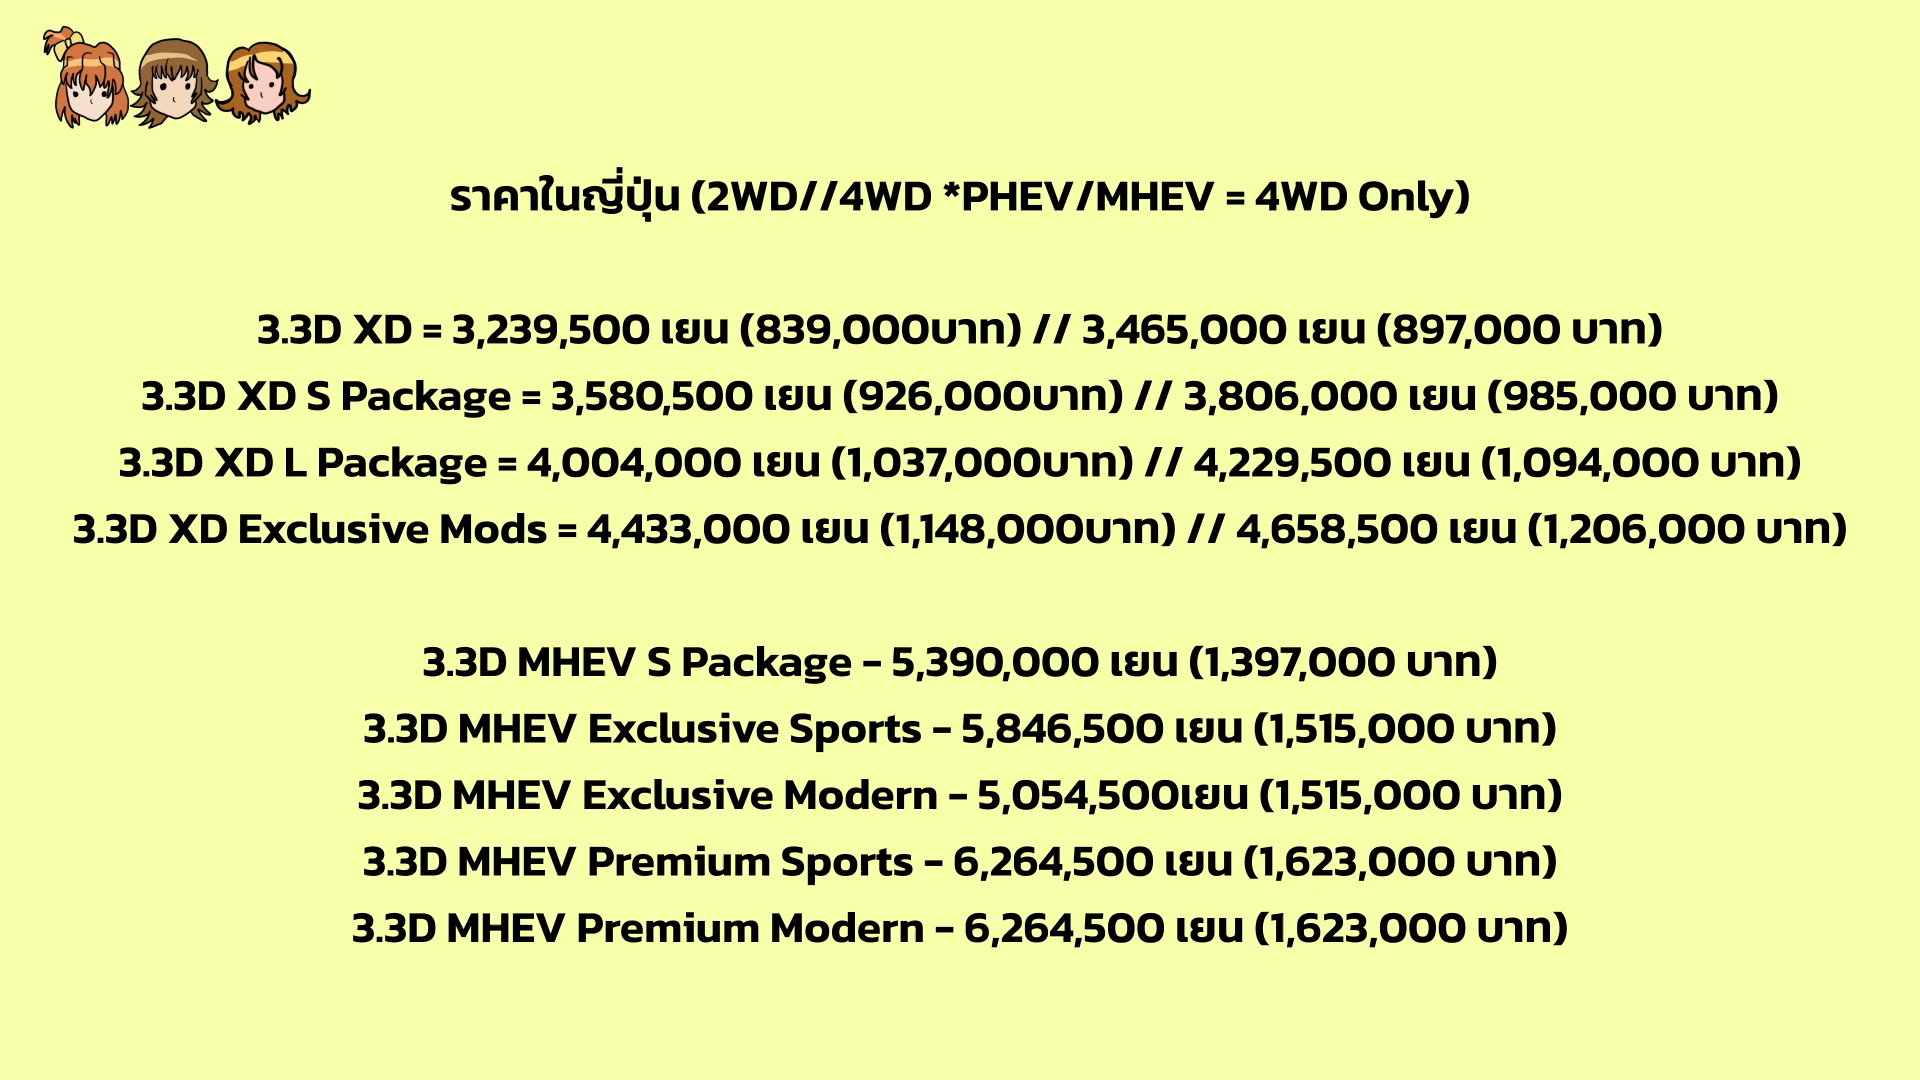 ราคาในญี่ปุ่น (2WD//4WD *PHEV/MHEV = 4WD Only)
3.3D XD = 3,239,500 เยน (839,000บาท) // 3,465,000 เยน (897,000 บาท)
3.3D XD S Package = 3,580,500 เยน (926,000บาท) // 3,806,000 เยน (985,000 บาท)
3.3D XD L Package = 4,004,000 เยน (1,037,000บาท) // 4,229,500 เยน (1,094,000 บาท)
3.3D XD Exclusive Mods = 4,433,000 เยน (1,148,000บาท) // 4,658,500 เยน (1,206,000 บาท)
3.3D MHEV S Package - 5,390,000 เยน (1,397,000 บาท)
3.3D MHEV Exclusive Sports - 5,846,500 เยน (1,515,000 บาท)
3.3D MHEV Exclusive Modern - 5,054,500เยน (1,515,000 บาท)
3.3D MHEV Premium Sports - 6,264,500 เยน (1,623,000 บาท)
3.3D MHEV Premium Modern - 6,264,500 เยน (1,623,000 บาท)